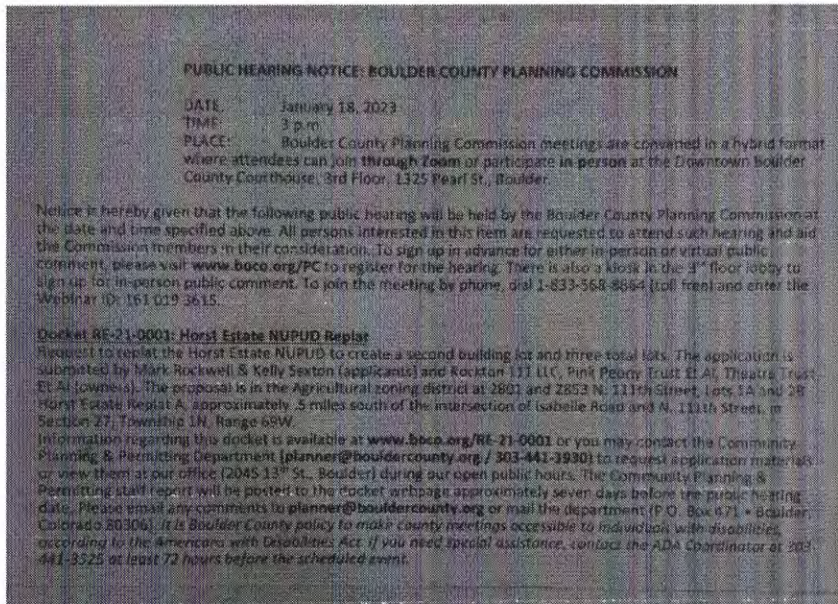 PUBLIC HEARING NOTICE: BOULDER COUNTY PLANNING COMMISSION
DATE: January 18, 2023
TIME: 3 p.m.
PLACE: Boulder County Planning Commission meetings are convened in a hybrid format
where attendees can join through Zoom or participate in person at the Downtown Boulder
County Courthouse, 3rd Floor, 1325 Pearl St., Boulder.
Notice is hereby given that the following public hearing will be held by the Boulder County Planning Commission at
the date and time specified above. All persons interested in this item are requested to attend such hearing and aid
the Commission members in their consideration. To sign up in advance for either in-person or virtual public
comment, please visit www.boco.org/PC to register for the hearing. There is also a kiosk in the 3rd floor lobby to
sign up for in-person public comment. To join the meeting by phone, dial 1-833-568-8864 (toll free) and enter the
Webinar ID: 161 019 3615.
Docket RE-21-0001: Horst Estate NUPUD Replat
Request to replat the Horst Estate NUPUD to create a second building lot and three total lots. The application is
submitted by Mark Rockwell & Kelly Sexton (applicants) and Rockton 111 LLC, Pink Peony Trust Et Al, Theatre Trust
Et Al (owners). The proposal is in the Agricultural zoning district at 2801 and 2853 N. 111th Street, Lots 1A and 2B
Horst Estate Replat A, approximately .5 miles south of the intersection of Isabelle Road and N. 111th Street, in
Section 27, Township 1N, Range 69W.
Information regarding this docket is available at www.boco.org/RE-21-0001 or you may contact the Community
Planning & Permitting Department (planner@bouldercounty.org / 303-441-3930) to request application materials
or view them at our office (2045 13th St., Boulder) during our open public hours. The Community Planning &
Permitting staff report will be posted to the docket webpage approximately seven days before the public hearing
date. Please email any comments to planner@bouldercounty.org or mail the department (P.O. Box 471 • Boulder,
Colorado 80306). It is Boulder County policy to make county meetings accessible to individuals with disabilities,
according to the Americans with Disabilities Act. If you need special assistance, contact the ADA Coordinator at 303-
441-3525 at least 72 hours before the scheduled event.